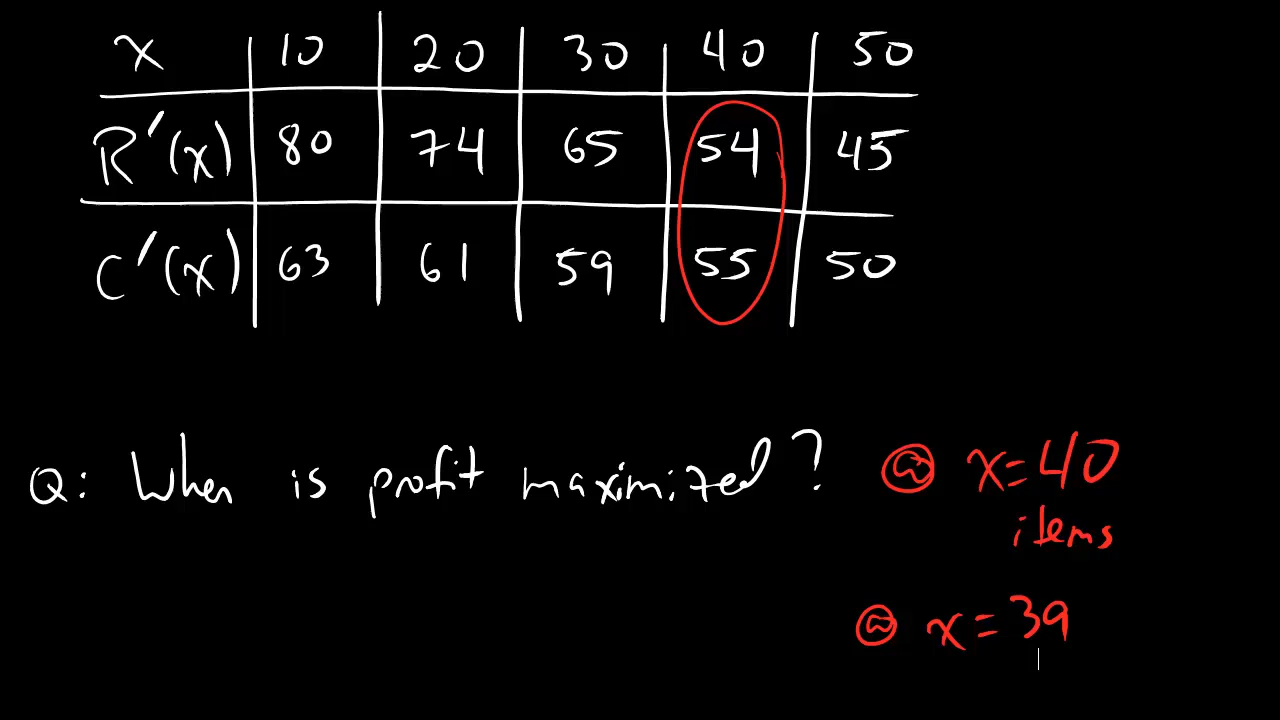 x 10 20 30 40 50
R'(x) 80 74 65 54 45
C'(x) 63 61 59 55 50
Q: When is profit maximized? ≈ x=40
items
≈ x=39